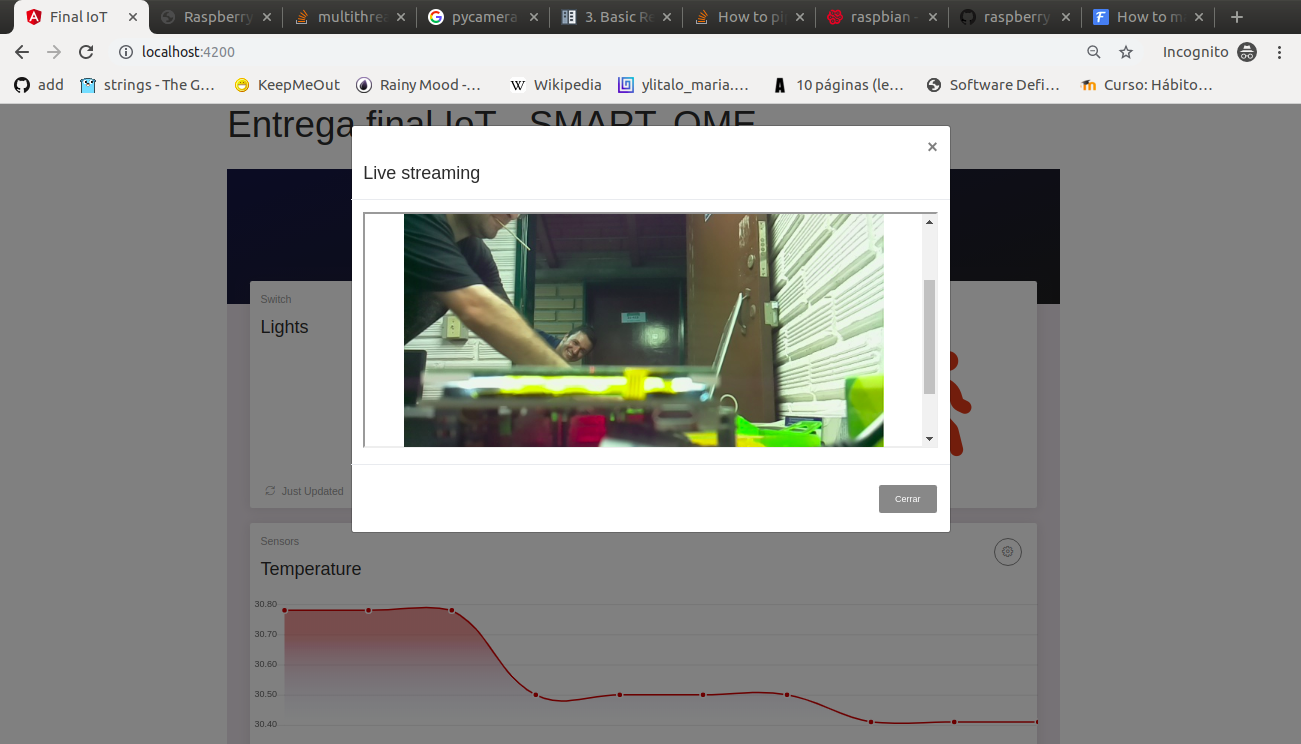 Final IoT
Raspberry
multithre
pycamera
3. Basic Re
How to pi
raspbian -
raspberry
How to m
localhost:4200
Incognito
add
strings - The G...
KeepMeOut
Rainy Mood -...
Wikipedia
ylitalo_maria....
10 páginas (le...
Software Defi...
Curso: Hábito...
Entrega final IoT
×
Live streaming
Switch
Lights
Just Updated
Cerrar
Sensors
Temperature
30.80
30.70
30.60
30.50
30.40